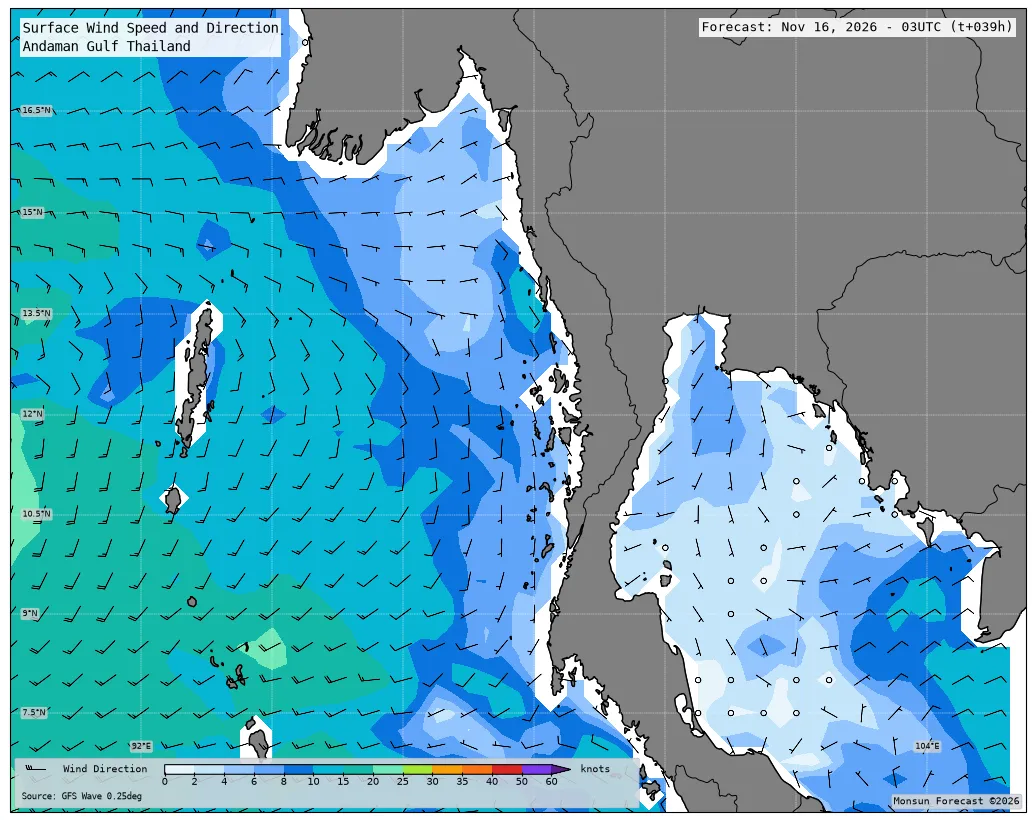 Surface Wind Speed and Direction
Andaman Gulf Thailand
Forecast: Nov 16, 2026 - 03UTC (t+039h)
16.5°N
15°N
13.5°N
12°N
10.5°N
9°N
7.5°N
92°E
104°E
Wind Direction
knots
0 2 4 6 8 10 15 20 25 30 35 40 50 60
Source: GFS Wave 0.25deg
Monsun Forecast ©2026